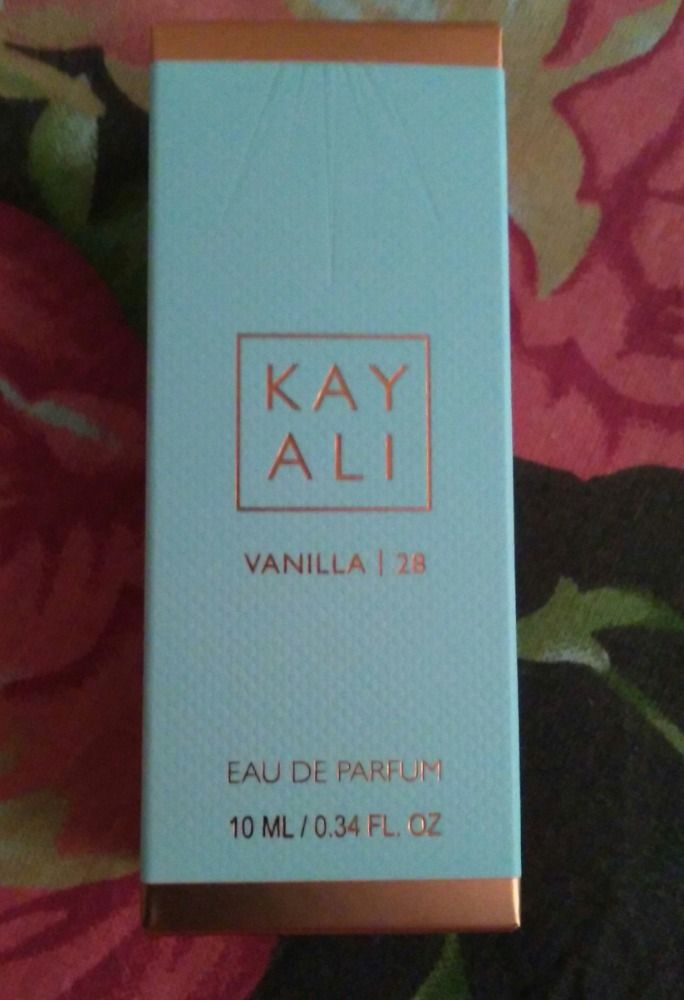 KAY
ALI
VANILLA | 28
EAU DE PARFUM
10 ML / 0.34 FL. OZ